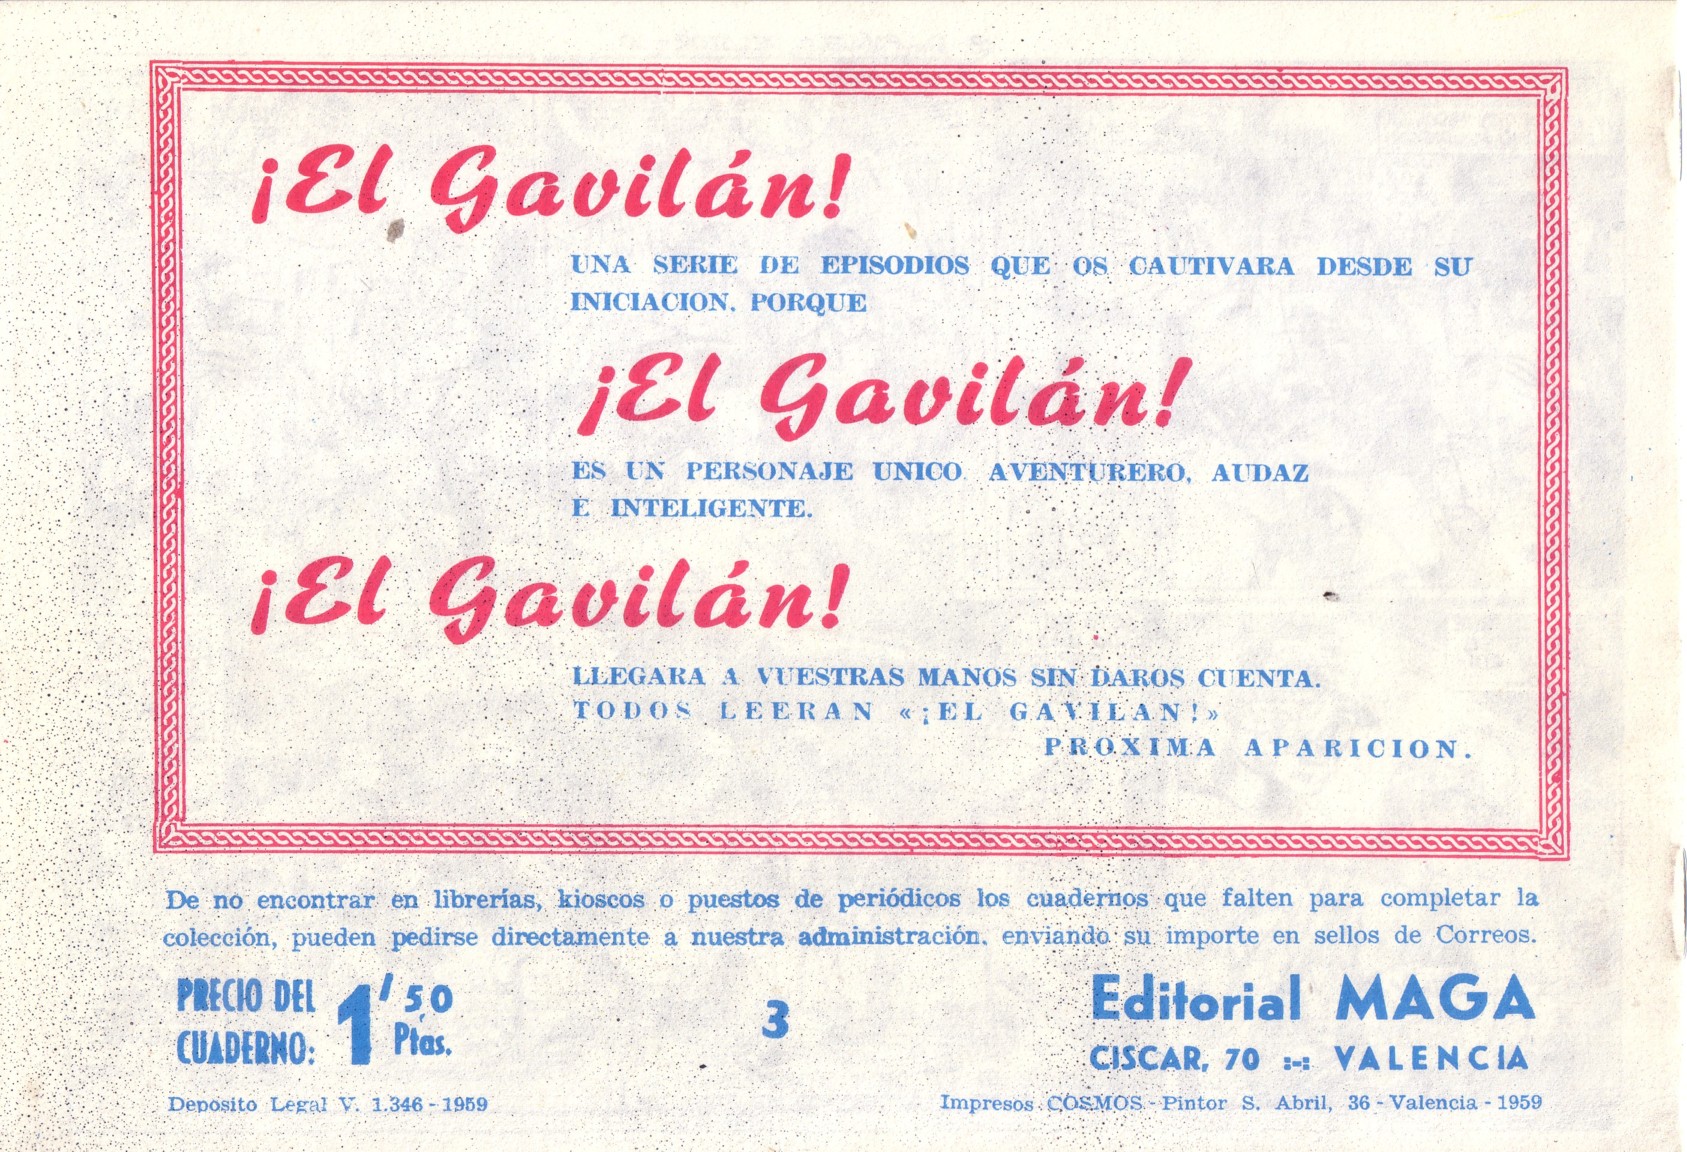 ¡El Gavilán!
UNA SERIE DE EPISODIOS QUE OS CAUTIVARA DESDE SU
INICIACION. PORQUE
¡El Gavilán!
ES UN PERSONAJE UNICO. AVENTURERO, AUDAZ
E INTELIGENTE.
¡El Gavilán!
LLEGARA A VUESTRAS MANOS SIN DAROS CUENTA.
TODOS LEERAN «¡EL GAVILAN!»
PROXIMA APARICION.
De no encontrar en librerías, kioscos o puestos de periódicos los cuadernos que falten para completar la
colección, pueden pedirse directamente a nuestra administración. enviando su importe en sellos de Correos.
PRECIO DEL
CUADERNO: 1'50 Ptas.
3
Editorial MAGA
CISCAR, 70 :-: VALENCIA
Deposito Legal V. 1.346 - 1959
Impresos COSMOS - Pintor S. Abril, 36 - Valencia - 1959